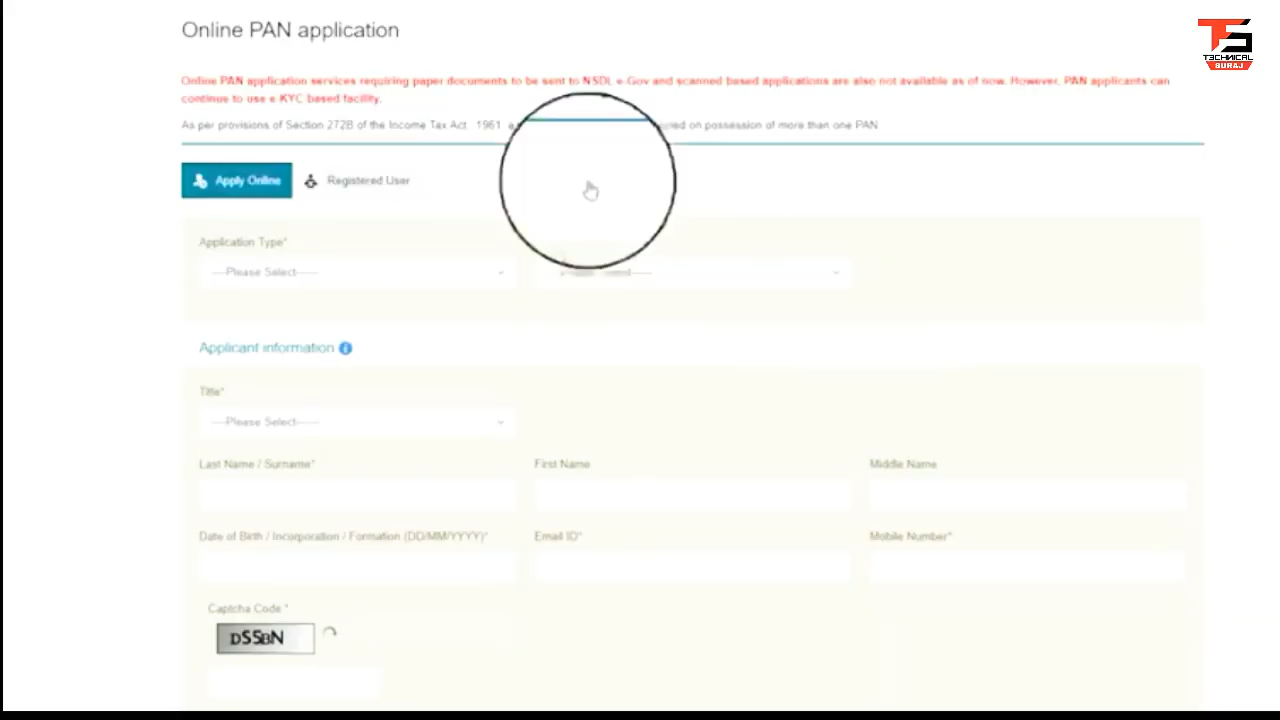 Online PAN application
TS
TECHNICAL
SURAJ
Online PAN application services requiring paper documents to be sent to NSDL e-Gov and scanned based applications are also not available as of now. However, PAN applicants can
continue to use e-KYC based facility.
As per provisions of Section 272B of the Income Tax Act 1961 on possession of more than one PAN
Apply Online
Registered User
Application Type*
---Please Select------
Applicant information
Title*
---Please Select------
Last Name / Surname*
First Name
Middle Name
Date of Birth / Incorporation / Formation (DD/MM/YYYY)*
Email ID*
Mobile Number*
Captcha Code *
DS5BN